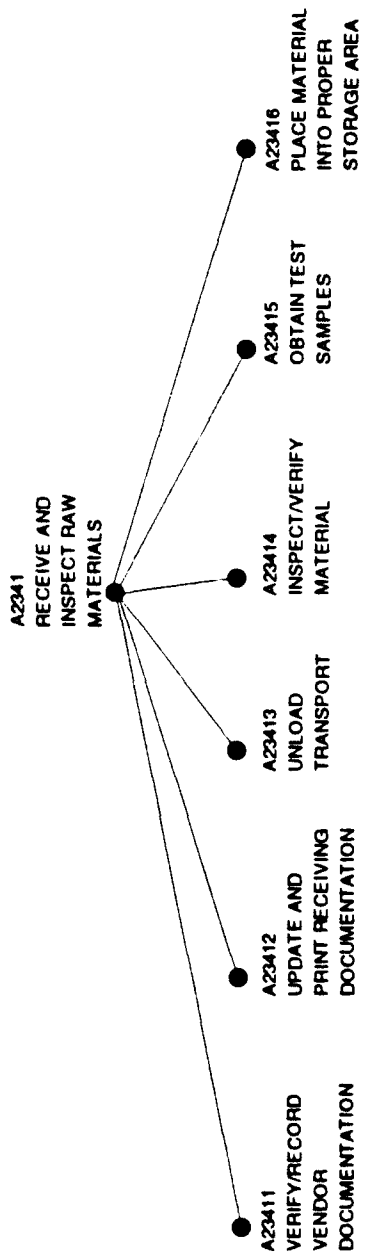 A2341
RECEIVE AND
INSPECT RAW
MATERIALS
A23411
VERIFY/RECORD
VENDOR
DOCUMENTATION
A23412
UPDATE AND
PRINT RECEIVING
DOCUMENTATION
A23413
UNLOAD
TRANSPORT
A23414
INSPECT/VERIFY
MATERIAL
A23415
OBTAIN TEST
SAMPLES
A23416
PLACE MATERIAL
INTO PROPER
STORAGE AREA